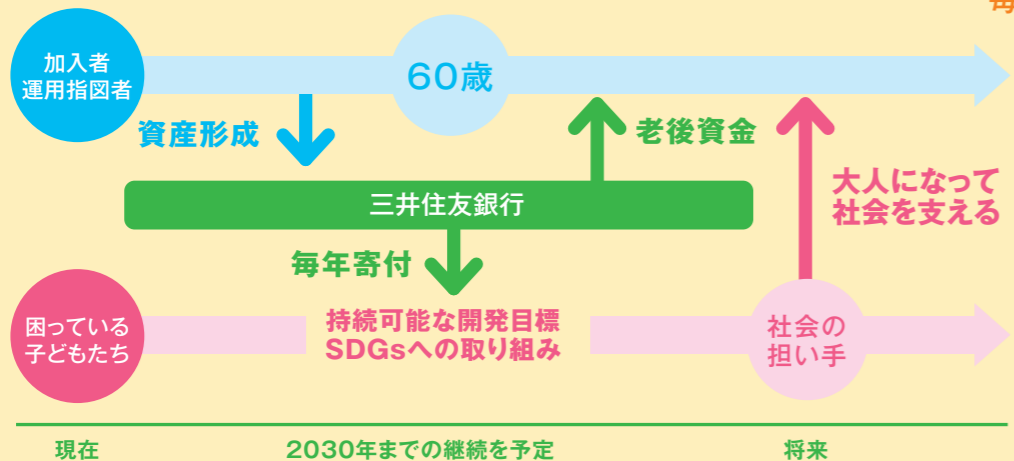 毎
加入者
運用指図者
60歳
資産形成
老後資金
三井住友銀行
大人になって
社会を支える
毎年寄付
困っている
子どもたち
持続可能な開発目標
SDGsへの取り組み
社会の
担い手
現在
2030年までの継続を予定
将来